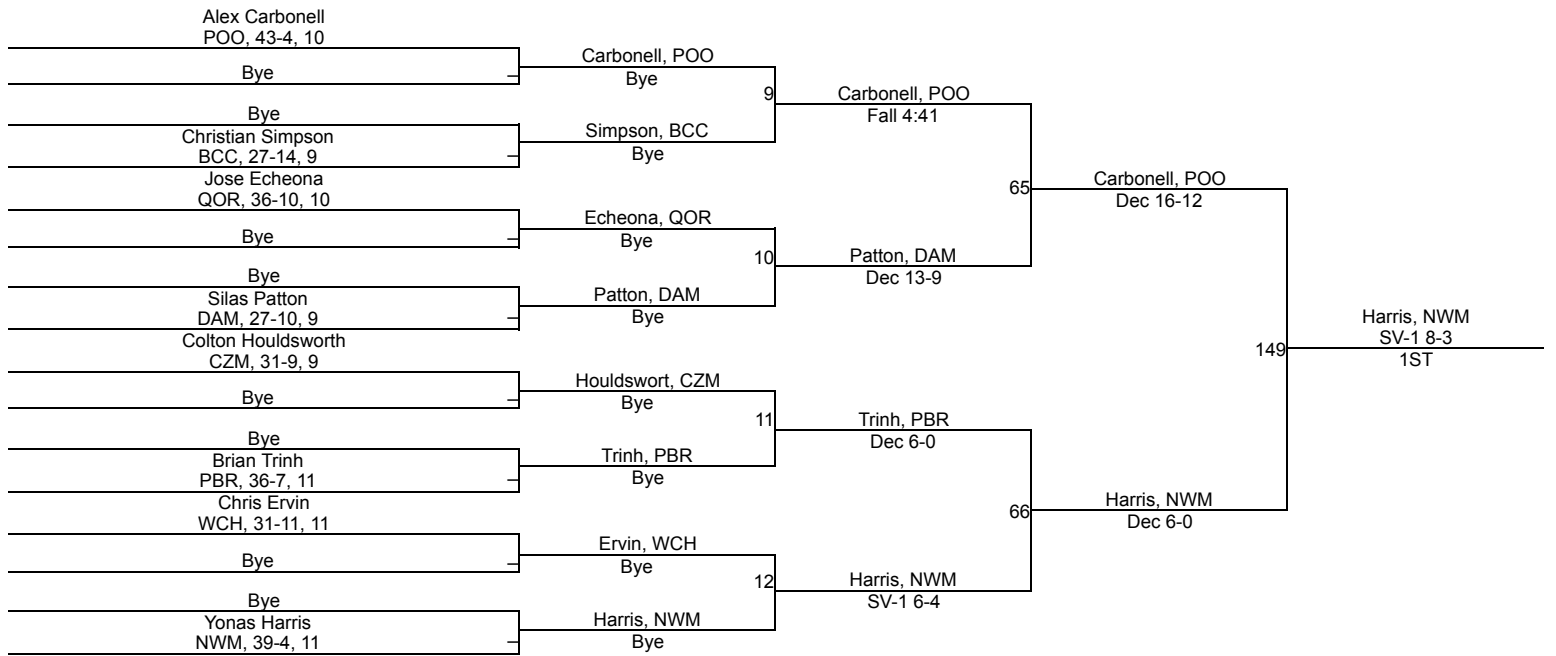 Alex Carbonell
POO, 43-4, 10
Bye
Bye
Christian Simpson
BCC, 27-14, 9
Jose Echeona
QOR, 36-10, 10
Bye
Bye
Silas Patton
DAM, 27-10, 9
Colton Houldsworth
CZM, 31-9, 9
Bye
Bye
Brian Trinh
PBR, 36-7, 11
Chris Ervin
WCH, 31-11, 11
Bye
Bye
Yonas Harris
NWM, 39-4, 11
Carbonell, POO
Bye
9
Simpson, BCC
Bye
Echeona, QOR
Bye
10
Patton, DAM
Bye
Houldswort, CZM
Bye
11
Trinh, PBR
Bye
Ervin, WCH
Bye
12
Harris, NWM
Bye
Carbonell, POO
Fall 4:41
65
Patton, DAM
Dec 13-9
Trinh, PBR
Dec 6-0
66
Harris, NWM
SV-1 6-4
Carbonell, POO
Dec 16-12
149
Harris, NWM
Dec 6-0
Harris, NWM
SV-1 8-3
1ST